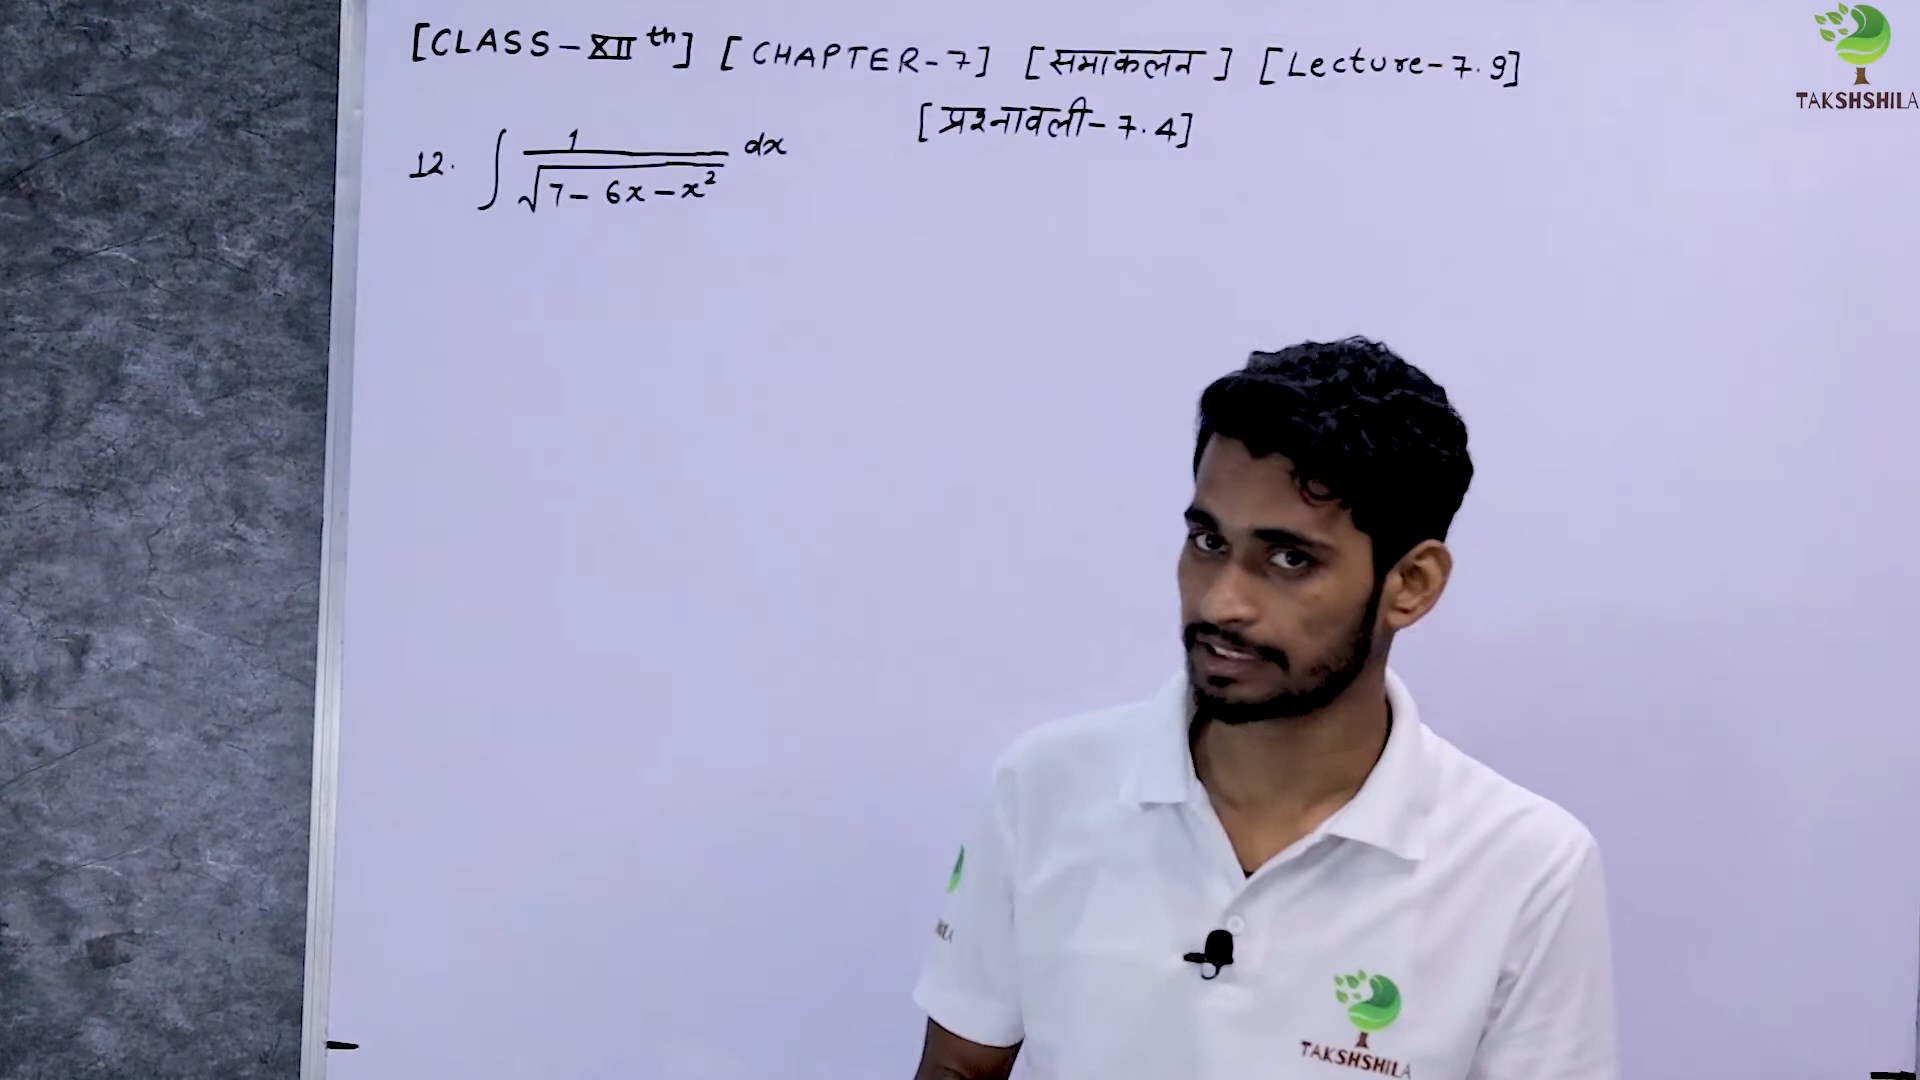 [CLASS-XIIth] [CHAPTER-7] [समाकलन] [Lecture-7.9]
[प्रश्नावली-7.4]
12. ∫ 1/√(7-6x-x²) dx
TAKSHSHILA
TAKSHSHILA